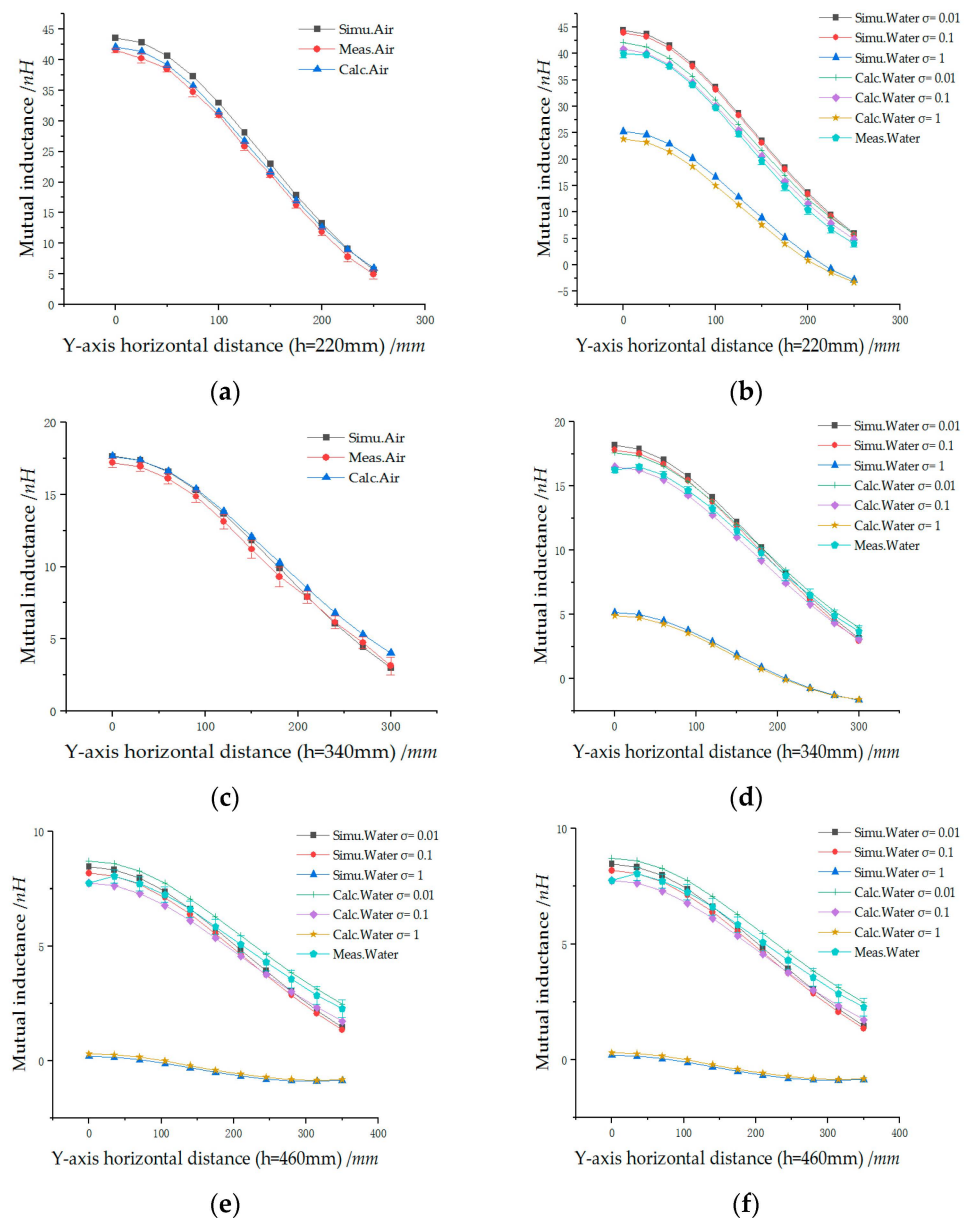 Simu.Air
Meas.Air
Calc.Air
Mutual inductance /nH
45
40
35
30
25
20
15
10
5
0
0
100
200
300
Y-axis horizontal distance (h=220mm) /mm
(a)
Simu.Water σ= 0.01
Simu.Water σ= 0.1
Simu.Water σ= 1
Calc.Water σ= 0.01
Calc.Water σ= 0.1
Calc.Water σ= 1
Meas.Water
Mutual inductance /nH
45
40
35
30
25
20
15
10
5
0
-5
0
100
200
300
Y-axis horizontal distance (h=220mm) /mm
(b)
Simu.Air
Meas.Air
Calc.Air
Mutual inductance /nH
20
15
10
5
0
0
100
200
300
Y-axis horizontal distance (h=340mm) /mm
(c)
Simu.Water σ= 0.01
Simu.Water σ= 0.1
Simu.Water σ= 1
Calc.Water σ= 0.01
Calc.Water σ= 0.1
Calc.Water σ= 1
Meas.Water
Mutual inductance /nH
20
15
10
5
0
0
100
200
300
Y-axis horizontal distance (h=340mm) /mm
(d)
Simu.Water σ= 0.01
Simu.Water σ= 0.1
Simu.Water σ= 1
Calc.Water σ= 0.01
Calc.Water σ= 0.1
Calc.Water σ= 1
Meas.Water
Mutual inductance /nH
10
5
0
0
100
200
300
400
Y-axis horizontal distance (h=460mm) /mm
(e)
Simu.Water σ= 0.01
Simu.Water σ= 0.1
Simu.Water σ= 1
Calc.Water σ= 0.01
Calc.Water σ= 0.1
Calc.Water σ= 1
Meas.Water
Mutual inductance /nH
10
5
0
0
100
200
300
400
Y-axis horizontal distance (h=460mm) /mm
(f)